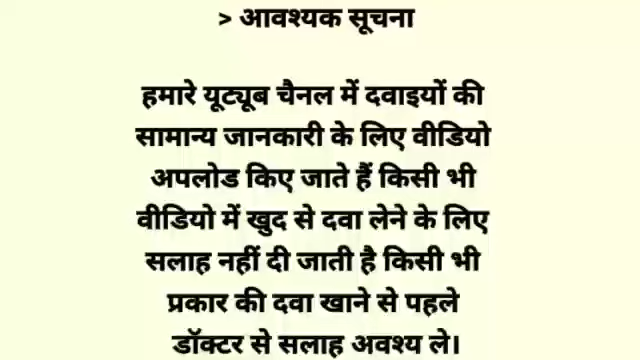 > आवश्यक सूचना
हमारे यूट्यूब चैनल में दवाइयों की
सामान्य जानकारी के लिए वीडियो
अपलोड किए जाते हैं किसी भी
वीडियो में खुद से दवा लेने के लिए
सलाह नहीं दी जाती है किसी भी
प्रकार की दवा खाने से पहले
डॉक्टर से सलाह अवश्य ले।